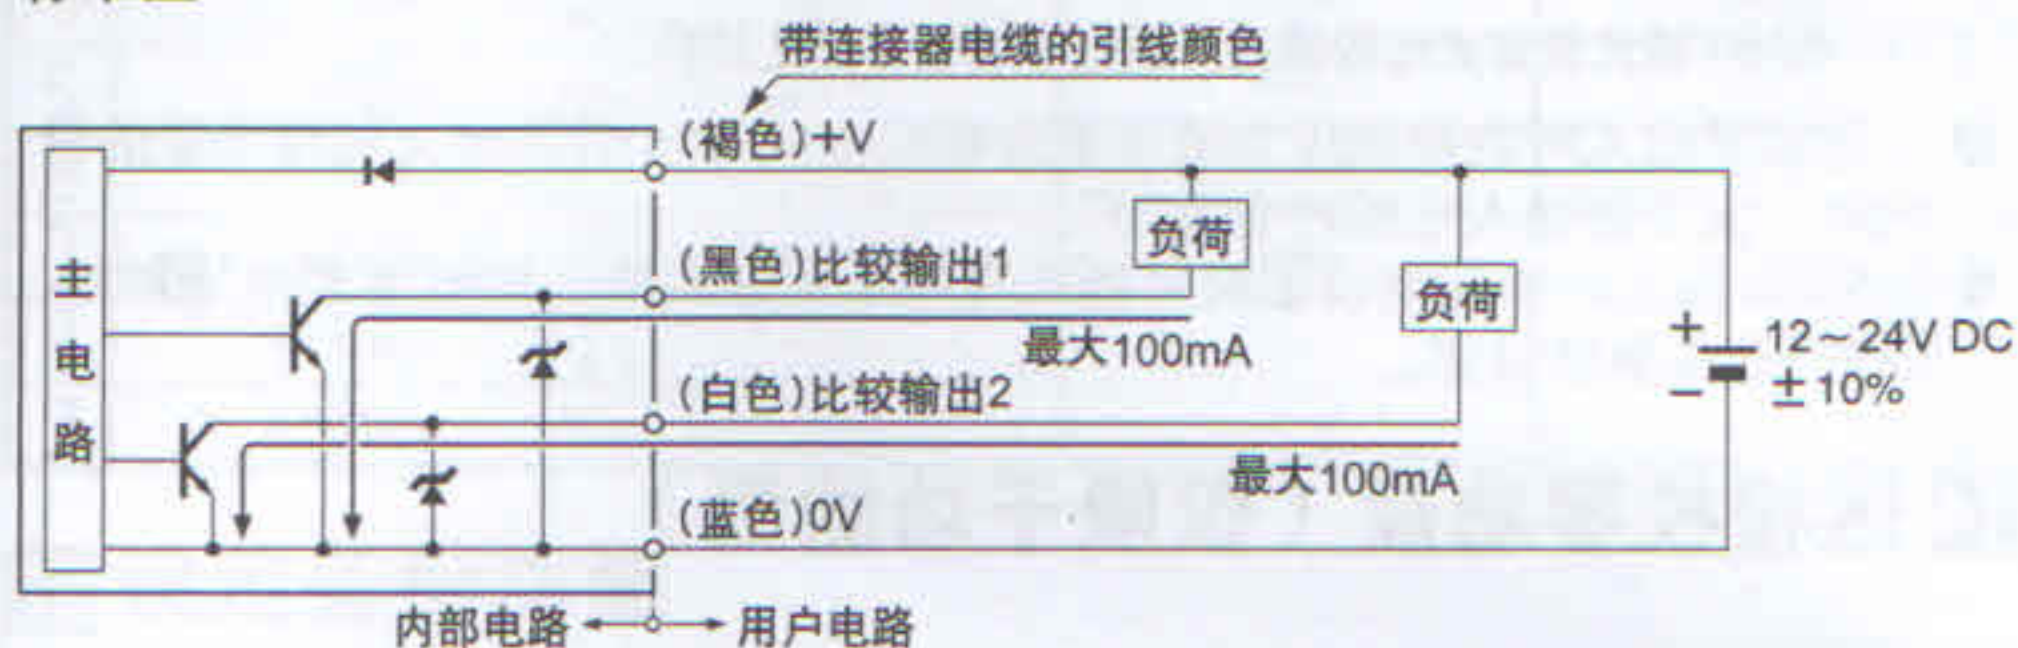 带连接器电缆的引线颜色
(褐色)+V
负荷
(黑色)比较输出1
负荷
主电路
最大100mA
+ 12~24V DC
- ±10%
(白色)比较输出2
最大100mA
(蓝色)0V
内部电路
用户电路